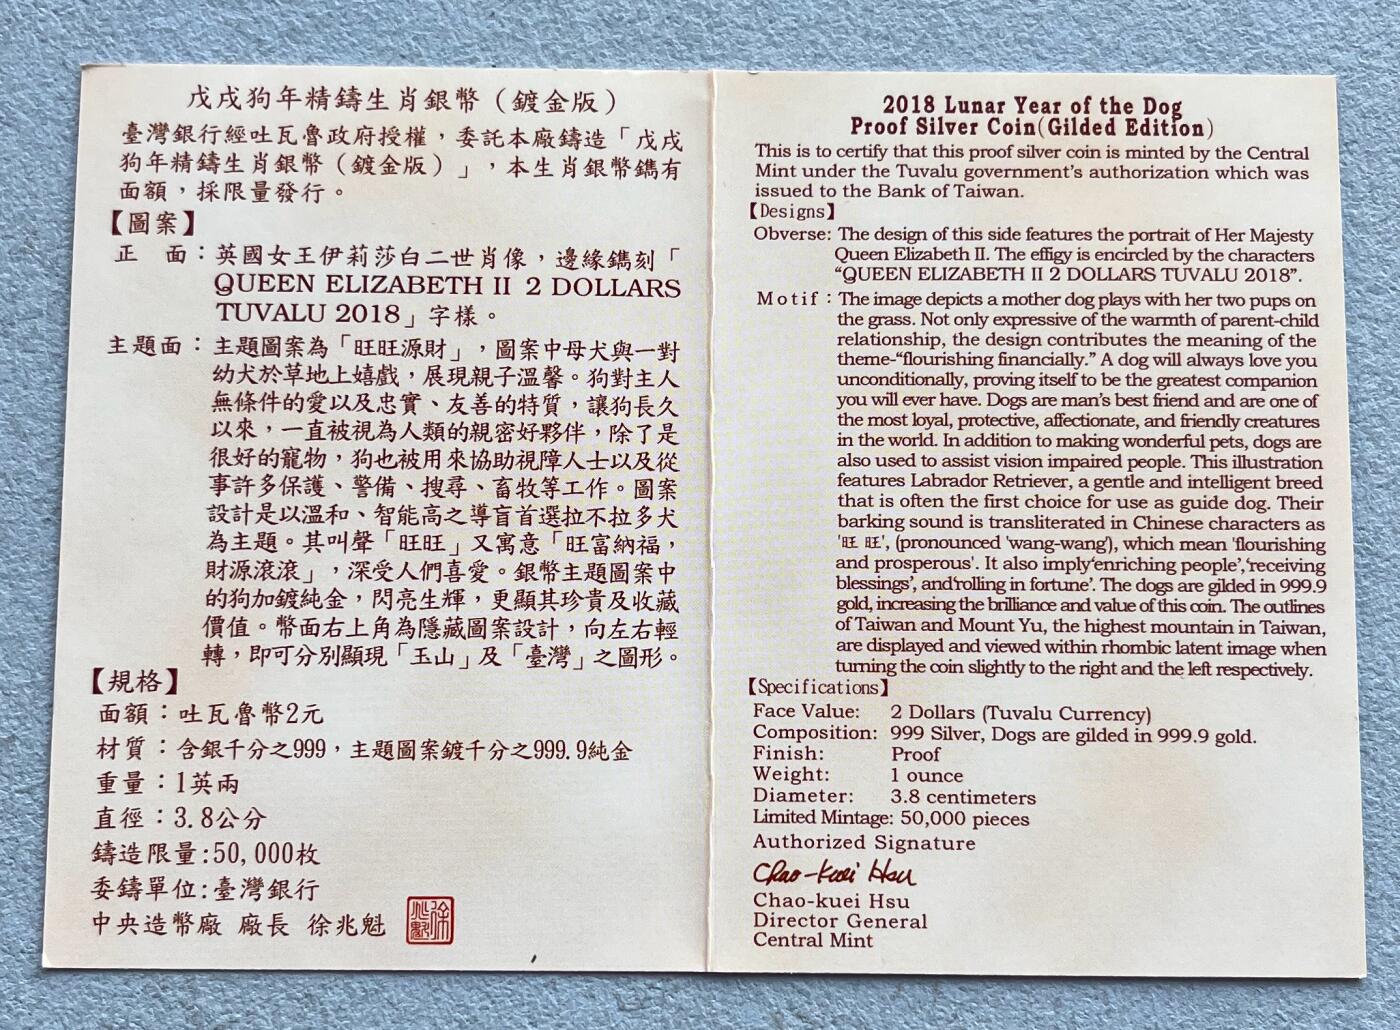 戊戌狗年精鑄生肖銀幣（鍍金版）
臺灣銀行經吐瓦魯政府授權，委託本廠鑄造「戊戌
狗年精鑄生肖銀幣（鍍金版）」，本生肖銀幣鐫有
面額，採限量發行。
【圖案】
正　面：英國女王伊莉莎白二世肖像，邊緣鐫刻「
QUEEN ELIZABETH II 2 DOLLARS
TUVALU 2018」字樣。
主題面：主題圖案為「旺旺源財」，圖案中母犬與一對
幼犬於草地上嬉戲，展現親子溫馨。狗對主人
無條件的愛以及忠實、友善的特質，讓狗長久
以來，一直被視為人類的親密好夥伴，除了是
很好的寵物，狗也被用來協助視障人士以及從
事許多保護、警備、搜尋、畜牧等工作。圖案
設計是以溫和、智能高之導盲首選拉不拉多犬
為主題。其叫聲「旺旺」又寓意「旺富納福，
財源滾滾」，深受人們喜愛。銀幣主題圖案中
的狗加鍍純金，閃亮生輝，更顯其珍貴及收藏
價值。幣面右上角為隱藏圖案設計，向左右輕
轉，即可分別顯現「玉山」及「臺灣」之圖形。
【規格】
面額：吐瓦魯幣2元
材質：含銀千分之999，主題圖案鍍千分之999.9純金
重量：1英兩
直徑：3.8公分
鑄造限量:50,000枚
委鑄單位:臺灣銀行
中央造幣廠 廠長 徐兆魁
2018 Lunar Year of the Dog
Proof Silver Coin(Gilded Edition)
This is to certify that this proof silver coin is minted by the Central
Mint under the Tuvalu government's authorization which was
issued to the Bank of Taiwan.
【Designs】
Obverse: The design of this side features the portrait of Her Majesty
Queen Elizabeth II. The effigy is encircled by the characters
“QUEEN ELIZABETH II 2 DOLLARS TUVALU 2018”.
Motif : The image depicts a mother dog plays with her two pups on
the grass. Not only expressive of the warmth of parent-child
relationship, the design contributes the meaning of the
theme-“flourishing financially.” A dog will always love you
unconditionally, proving itself to be the greatest companion
you will ever have. Dogs are man's best friend and are one of
the most loyal, protective, affectionate, and friendly creatures
in the world. In addition to making wonderful pets, dogs are
also used to assist vision impaired people. This illustration
features Labrador Retriever, a gentle and intelligent breed
that is often the first choice for use as guide dog. Their
barking sound is transliterated in Chinese characters as
'旺 旺', (pronounced 'wang-wang'), which mean 'flourishing
and prosperous'. It also imply'enriching people','receiving
blessings', and'rolling in fortune'. The dogs are gilded in 999.9
gold, increasing the brilliance and value of this coin. The outlines
of Taiwan and Mount Yu, the highest mountain in Taiwan,
are displayed and viewed within rhombic latent image when
turning the coin slightly to the right and the left respectively.
【Specifications】
Face Value: 2 Dollars (Tuvalu Currency)
Composition: 999 Silver, Dogs are gilded in 999.9 gold.
Finish: Proof
Weight: 1 ounce
Diameter: 3.8 centimeters
Limited Mintage: 50,000 pieces
Authorized Signature
Chao-kuei Hsu
Chao-kuei Hsu
Director General
Central Mint